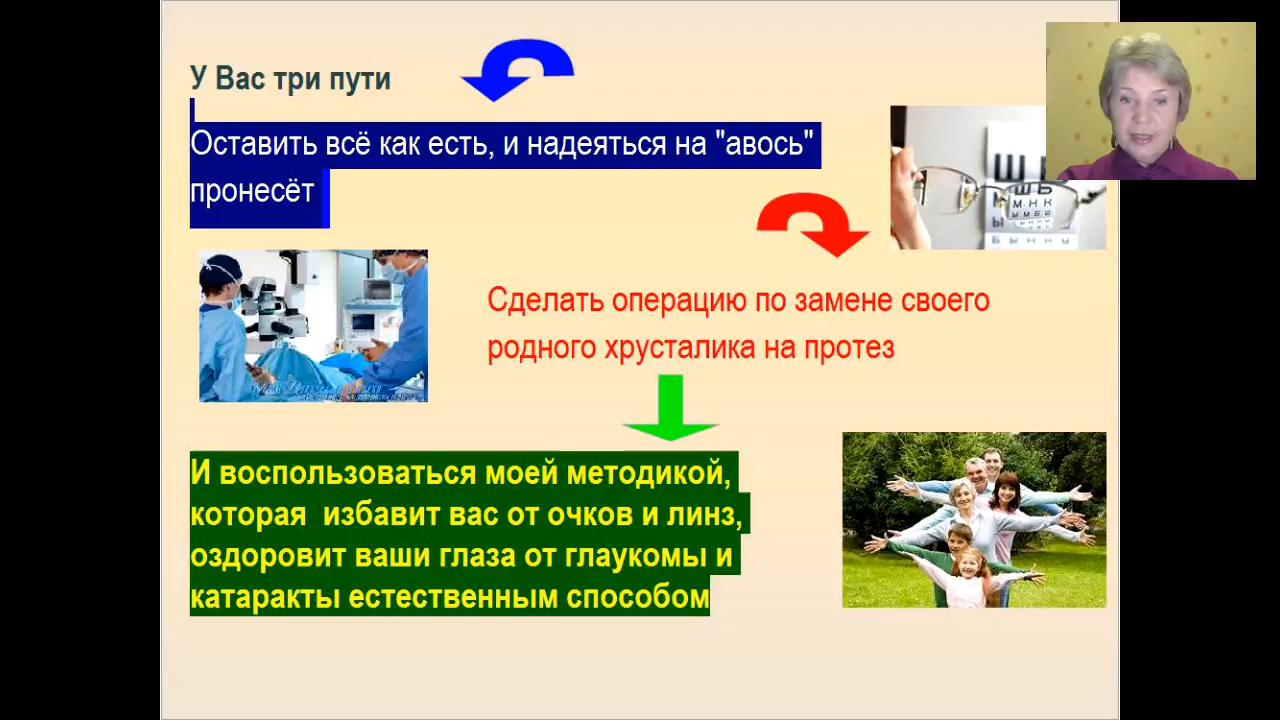 У Вас три пути
Оставить всё как есть, и надеяться на "авось"
пронесёт
Ш Б
Ш Б
М Н К
Ы М Б Ш
Б Ы Н К Ы
Сделать операцию по замене своего
родного хрусталика на протез
И воспользоваться моей методикой,
которая избавит вас от очков и линз,
оздоровит ваши глаза от глаукомы и
катаракты естественным способом